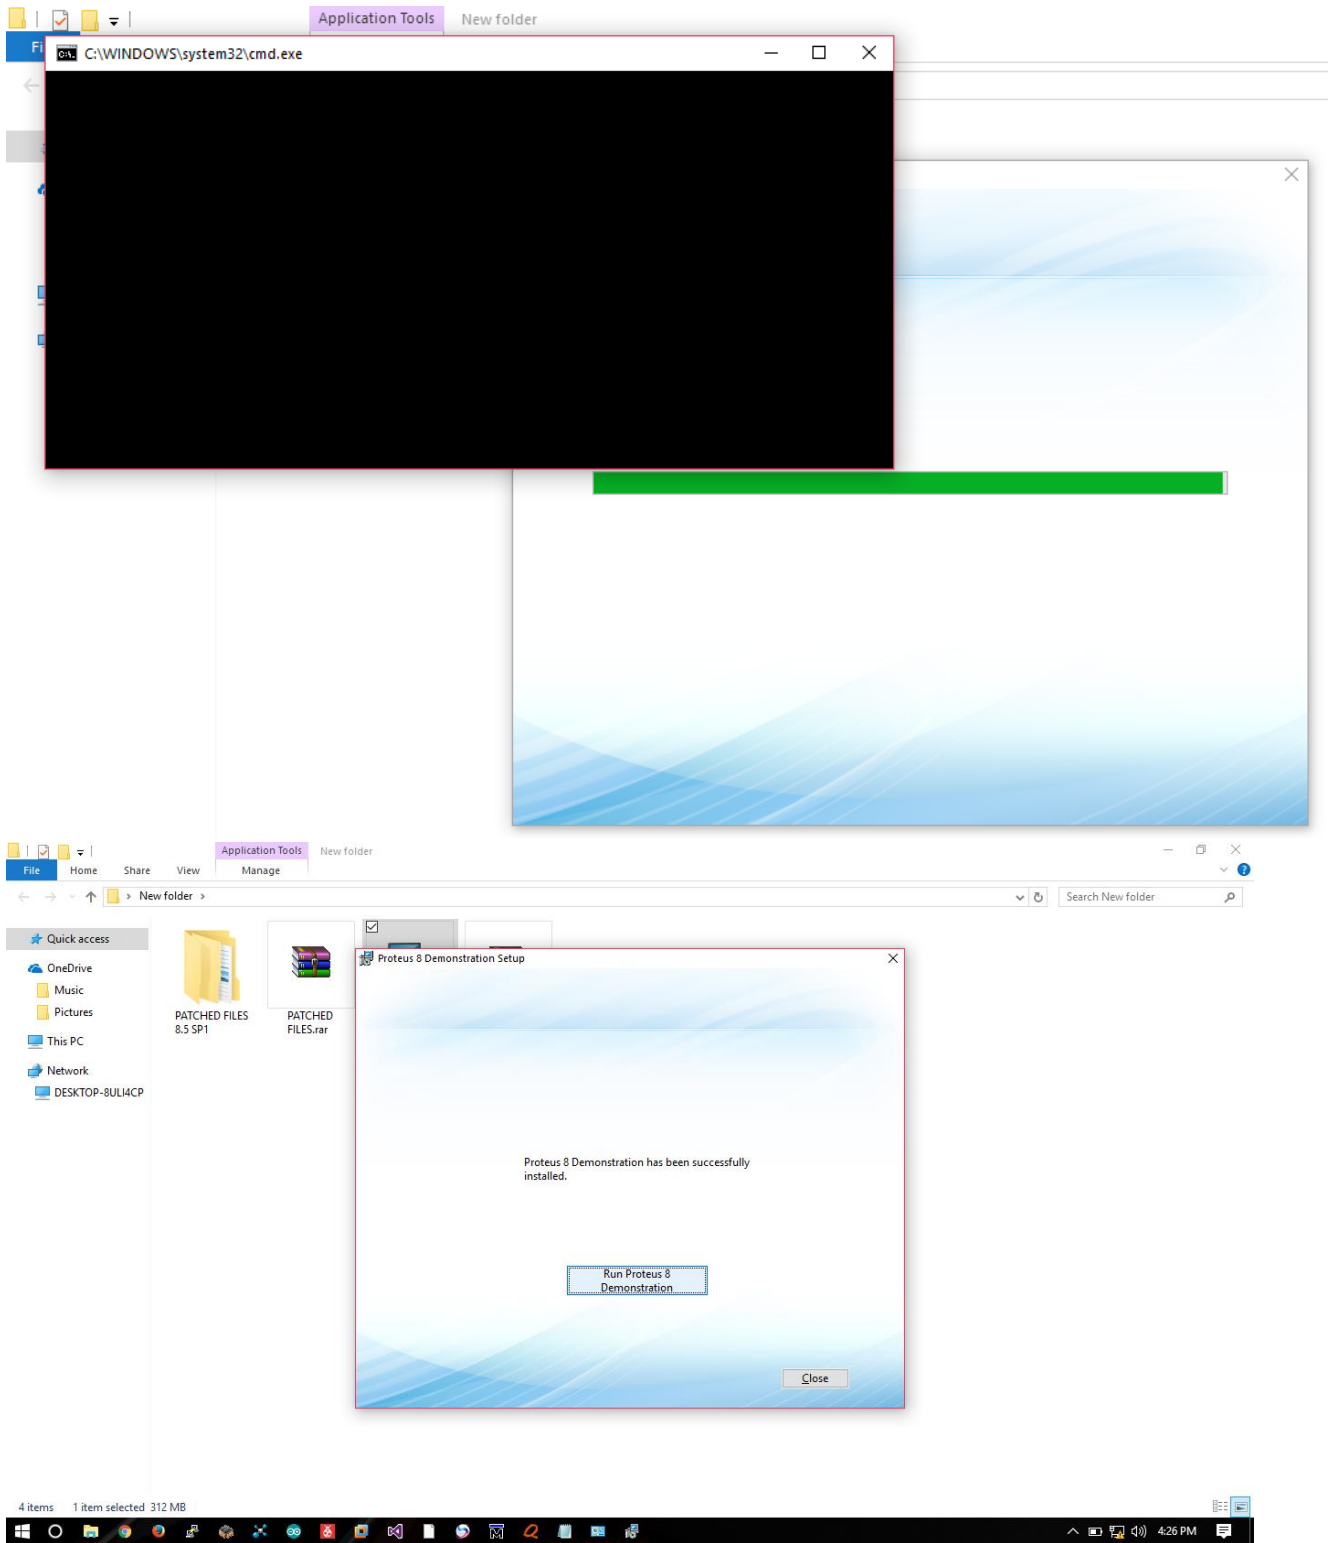 Application Tools New folder
Fi
C:\WINDOWS\system32\cmd.exe
Application Tools New folder
File Home Share View Manage
New folder
Search New folder
Quick access
OneDrive
Music
Pictures
This PC
Network
DESKTOP-8ULI4CP
PATCHED FILES
8.5 SP1
PATCHED
FILES.rar
Proteus 8 Demonstration Setup
Proteus 8 Demonstration has been successfully
installed.
Run Proteus 8
Demonstration
Close
4 items 1 item selected 312 MB
4:26 PM